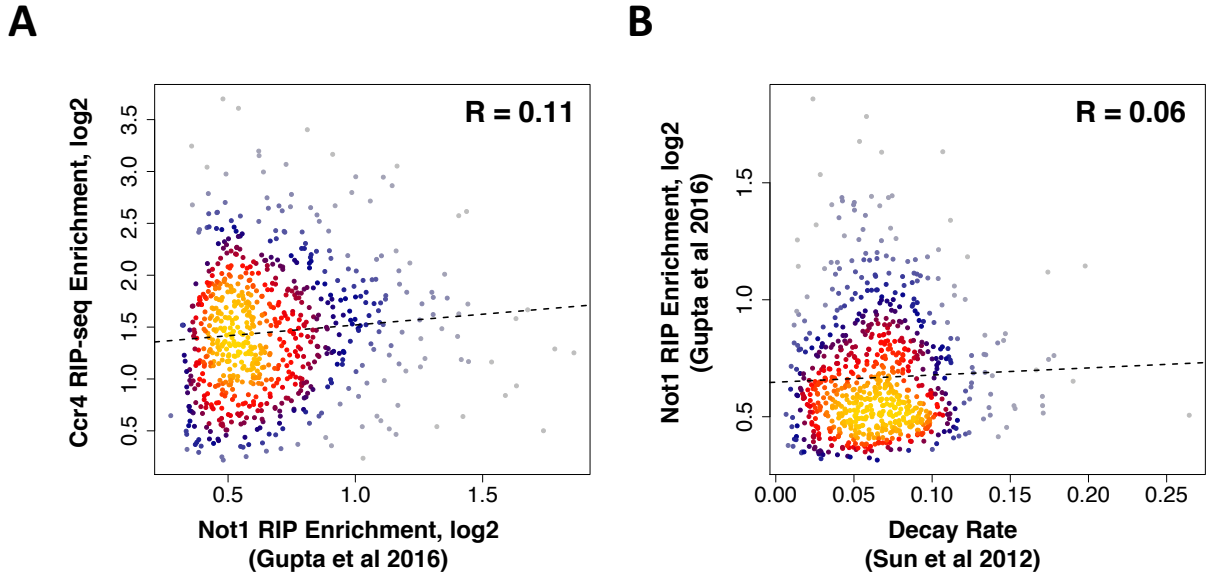 A
B
R = 0.11
Ccr4 RIP-seq Enrichment, log2
3.5
3.0
2.5
2.0
1.5
1.0
0.5
0.5 1.0 1.5
Not1 RIP Enrichment, log2
(Gupta et al 2016)
R = 0.06
Not1 RIP Enrichment, log2
(Gupta et al 2016)
1.5
1.0
0.5
0.00 0.05 0.10 0.15 0.20 0.25
Decay Rate
(Sun et al 2012)